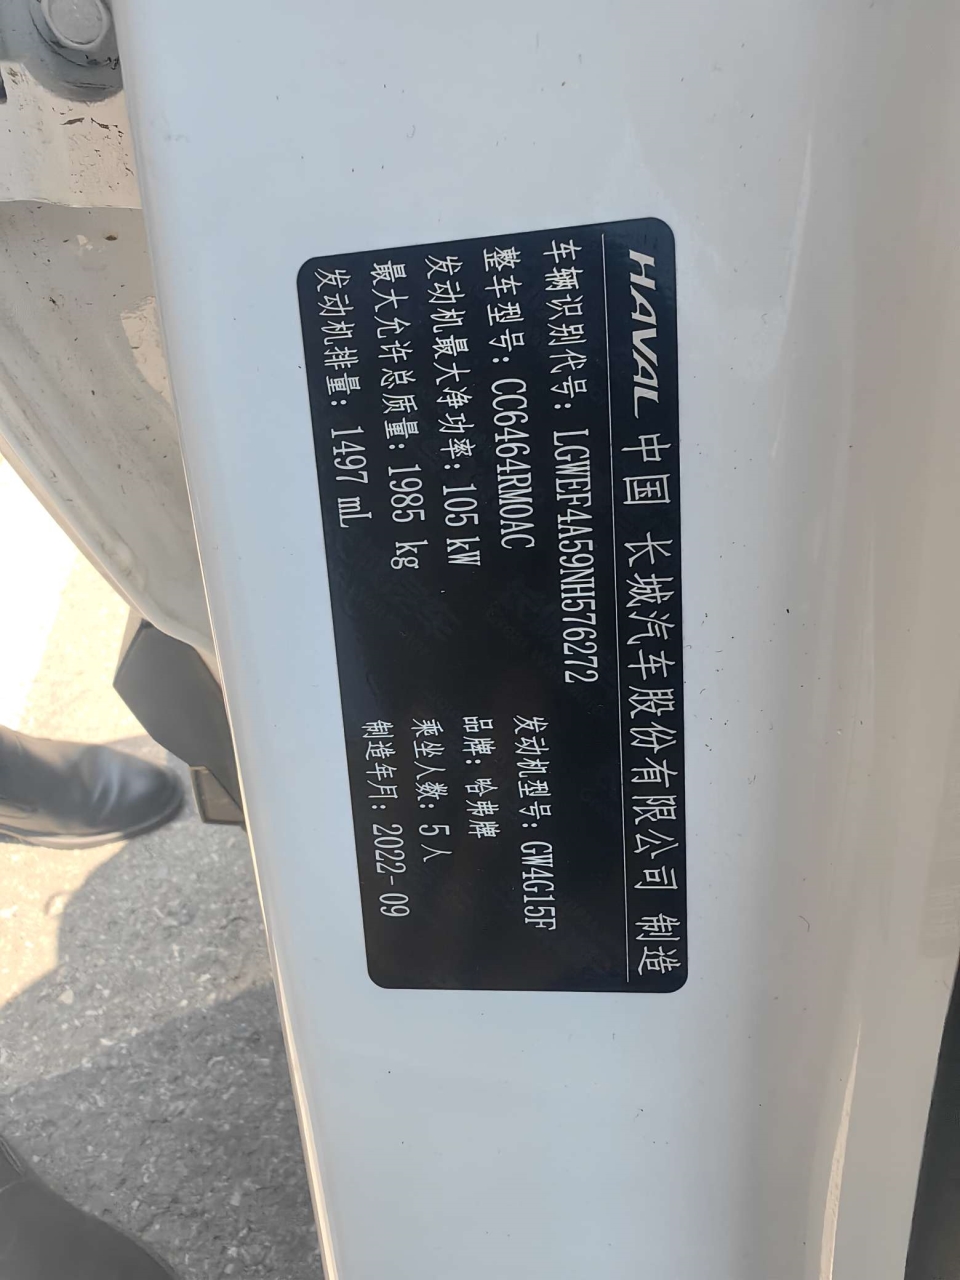 HAVAL 中国 长城汽车股份有限公司 制造
车辆识别代号：LGWEF4A59NH576272
整车型号：CC6464RM0AC
发动机型号：GW4G15F
发动机最大净功率：105 kW
品牌：哈弗牌
最大允许总质量：1985 kg
乘坐人数：5 人
发动机排量：1497 mL
制造年月：2022-09